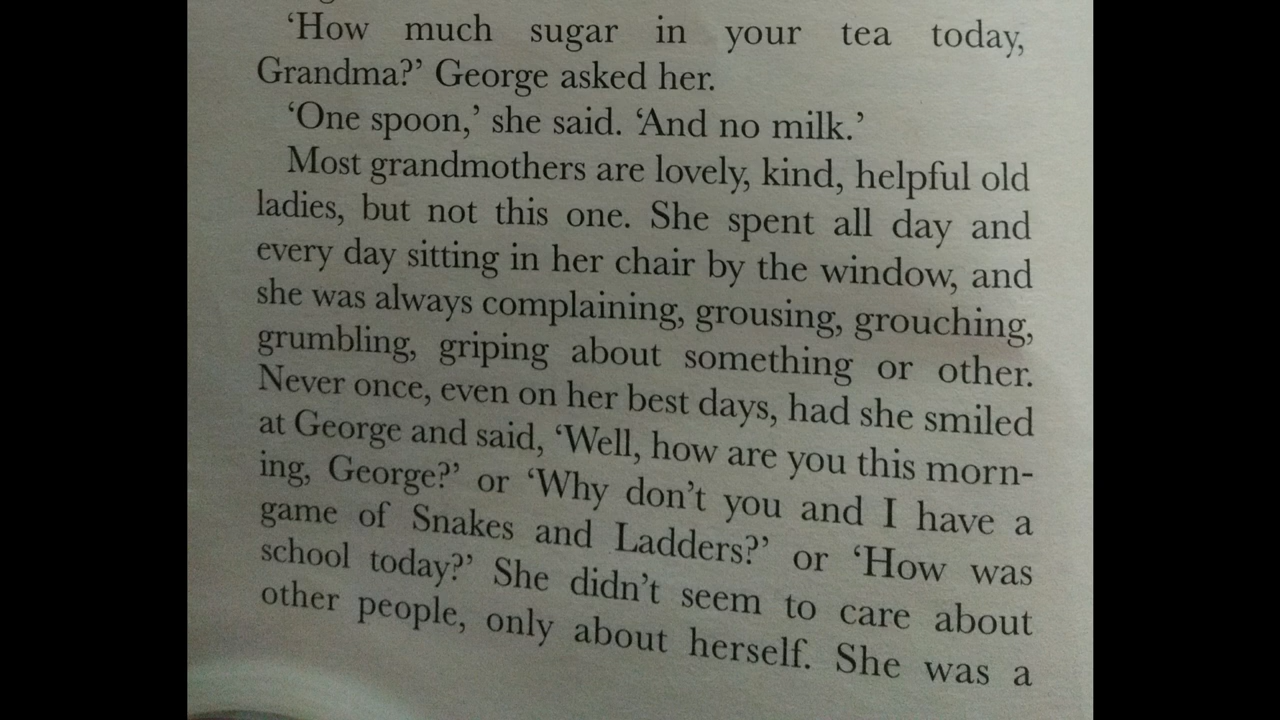 ‘How much sugar in your tea today,
Grandma?’ George asked her.
‘One spoon,’ she said. ‘And no milk.’
Most grandmothers are lovely, kind, helpful old
ladies, but not this one. She spent all day and
every day sitting in her chair by the window, and
she was always complaining, grousing, grouching,
grumbling, griping about something or other.
Never once, even on her best days, had she smiled
at George and said, ‘Well, how are you this morn-
ing, George?’ or ‘Why don’t you and I have a
game of Snakes and Ladders?’ or ‘How was
school today?’ She didn’t seem to care about
other people, only about herself. She was a